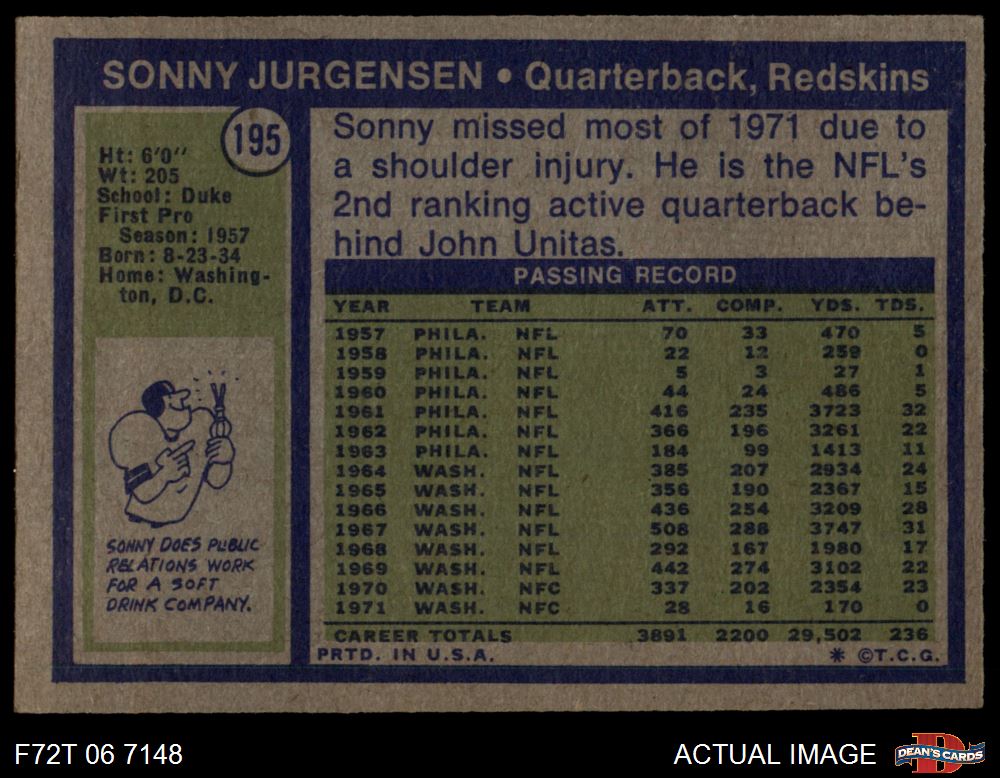 SONNY JURGENSEN • Quarterback, Redskins
195
Ht: 6'0"
Wt: 205
School: Duke
First Pro
Season: 1957
Born: 8-23-34
Home: Washing-
ton, D.C.
SONNY DOES PUBLIC
RELATIONS WORK
FOR A SOFT
DRINK COMPANY.
Sonny missed most of 1971 due to
a shoulder injury. He is the NFL's
2nd ranking active quarterback be-
hind John Unitas.
PASSING RECORD
YEAR TEAM ATT. COMP. YDS. TDS.
1957 PHILA. NFL 70 33 470 5
1958 PHILA. NFL 22 12 259 0
1959 PHILA. NFL 5 3 27 1
1960 PHILA. NFL 44 24 486 5
1961 PHILA. NFL 416 235 3723 32
1962 PHILA. NFL 366 196 3261 22
1963 PHILA. NFL 184 99 1413 11
1964 WASH. NFL 385 207 2934 24
1965 WASH. NFL 356 190 2367 15
1966 WASH. NFL 436 254 3209 28
1967 WASH. NFL 508 288 3747 31
1968 WASH. NFL 292 167 1980 17
1969 WASH. NFL 442 274 3102 22
1970 WASH. NFC 337 202 2354 23
1971 WASH. NFC 28 16 170 0
CAREER TOTALS 3891 2200 29,502 236
PRTD. IN U.S.A. * ©T.C.G.
F72T 06 7148 ACTUAL IMAGE DEAN'S CARDS